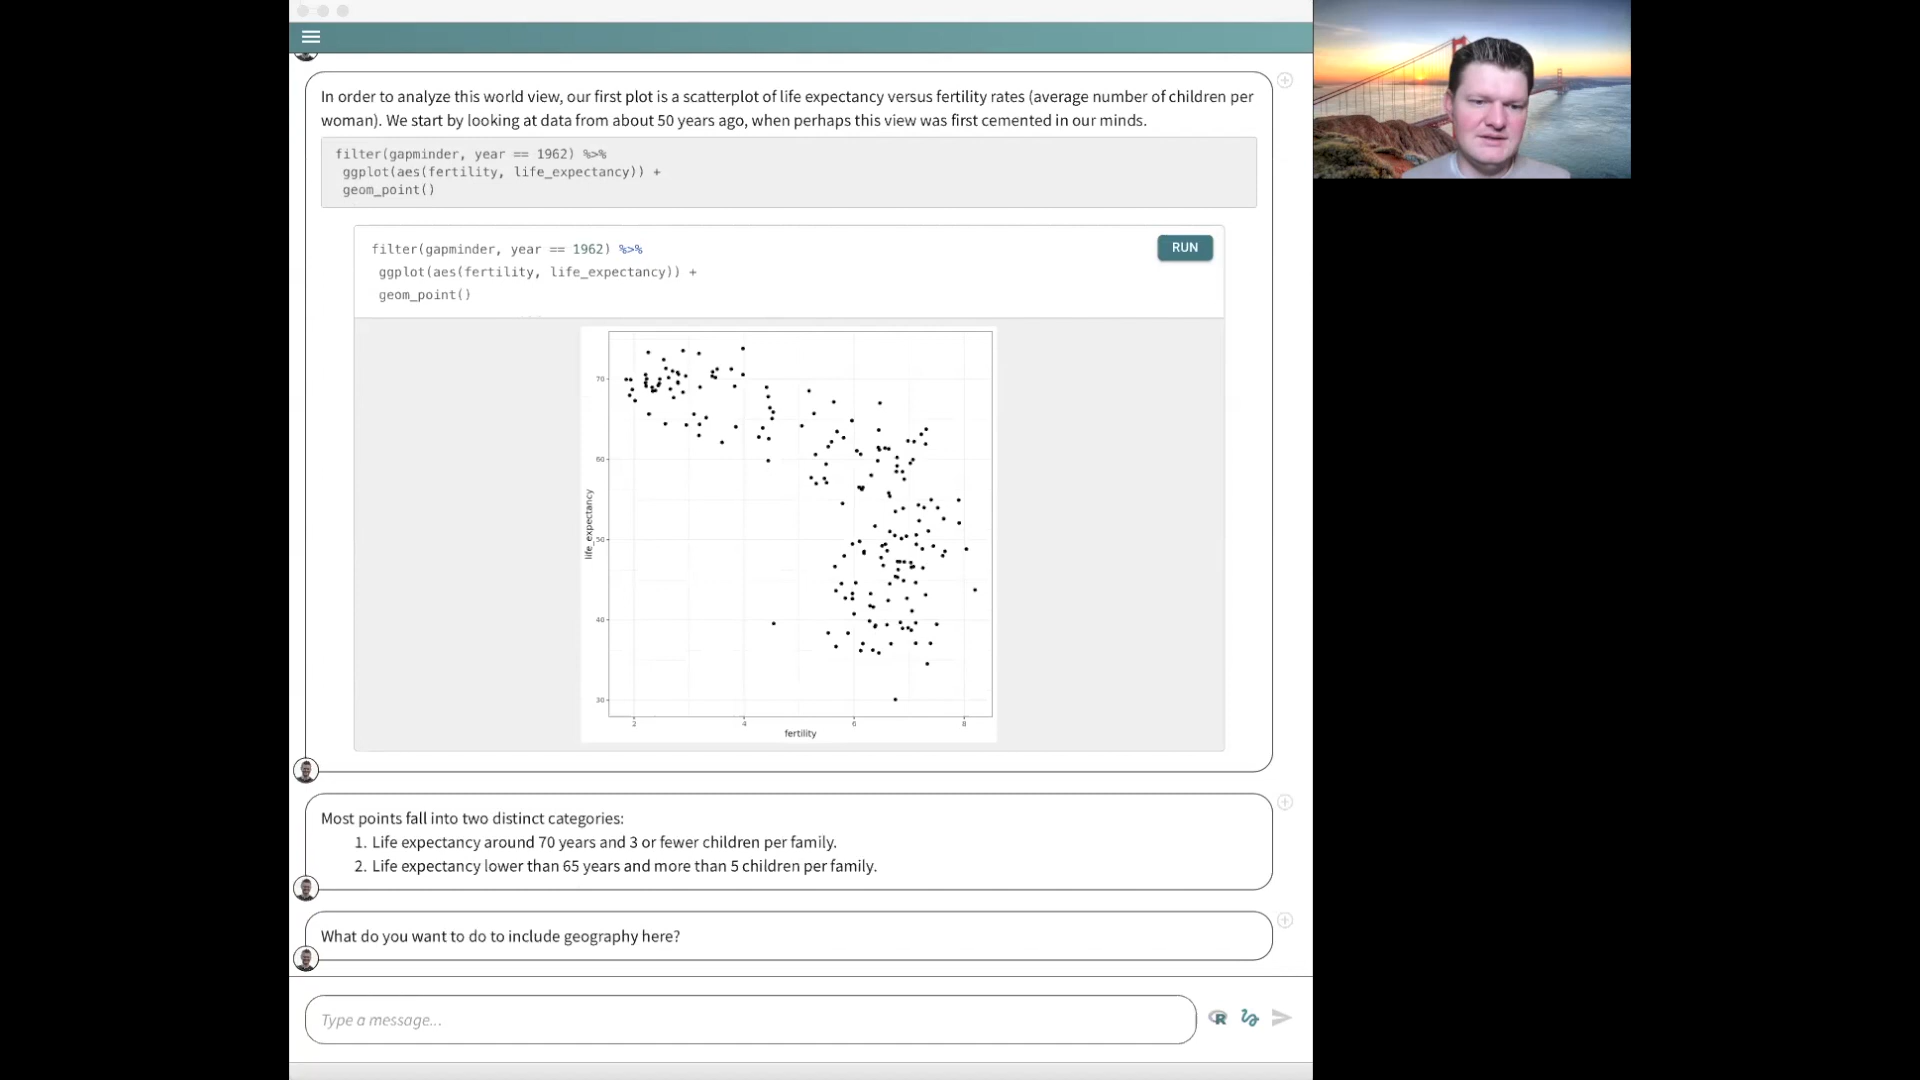 In order to analyze this world view, our first plot is a scatterplot of life expectancy versus fertility rates (average number of children per
woman). We start by looking at data from about 50 years ago, when perhaps this view was first cemented in our minds.
filter(gapminder, year == 1962) %>%
ggplot(aes(fertility, life_expectancy)) +
geom_point()
filter(gapminder, year == 1962) %>%
RUN
ggplot(aes(fertility, life_expectancy)) +
geom_point()
70
60
50
40
30
life_expectancy
2 4 6 8
fertility
Most points fall into two distinct categories:
1. Life expectancy around 70 years and 3 or fewer children per family.
2. Life expectancy lower than 65 years and more than 5 children per family.
What do you want to do to include geography here?
Type a message...
R